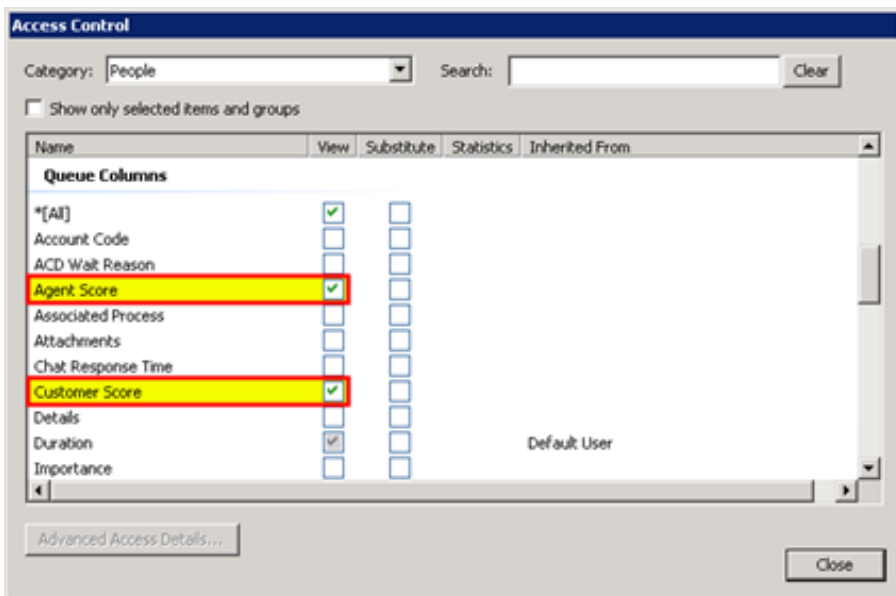 Access Control
Category: People Search: Clear
Show only selected items and groups
Name View Substitute Statistics Inherited From
Queue Columns
*[All]
Account Code
ACD Wait Reason
Agent Score
Associated Process
Attachments
Chat Response Time
Customer Score
Details
Duration Default User
Importance
Advanced Access Details...
Close